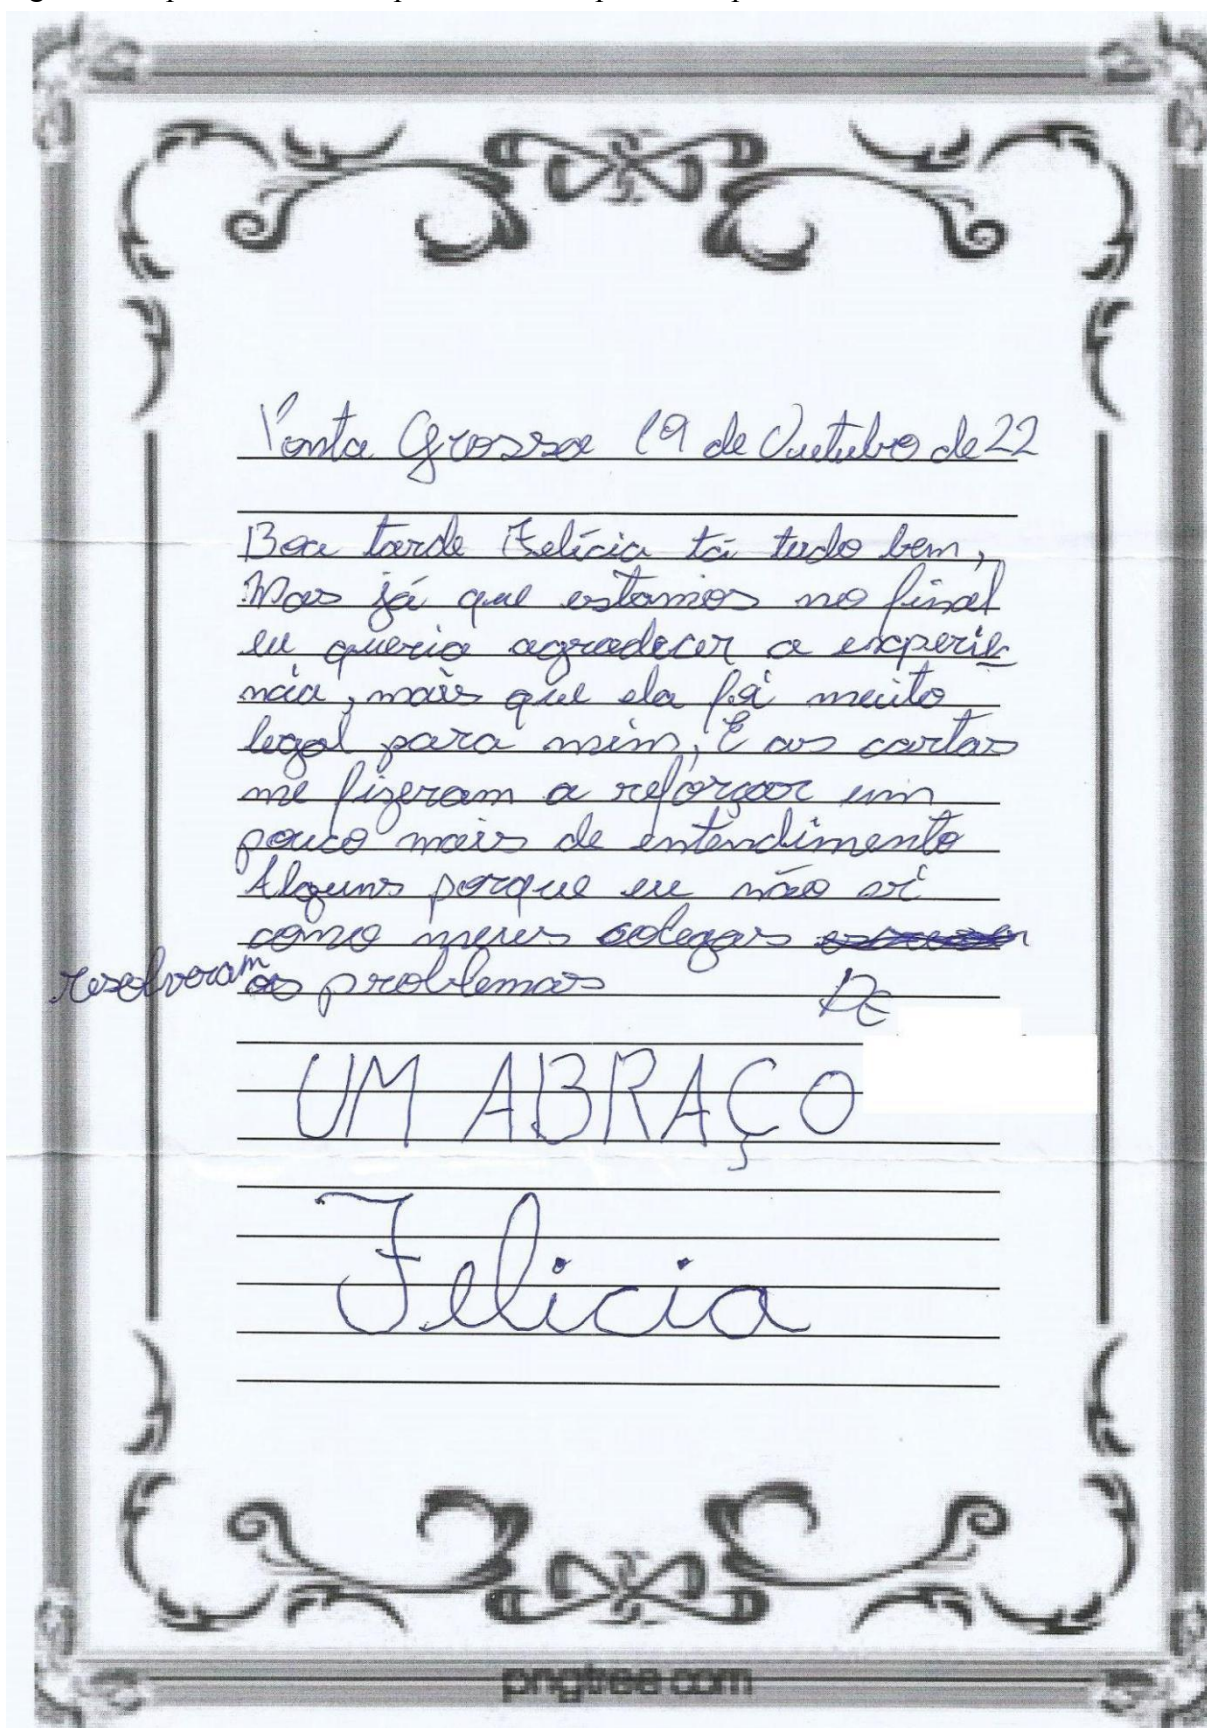 Ponta Grossa 19 de Outubro de 22
Boa tarde Felícia tá tudo bem,
Mas já que estamos no final
eu queria agradecer a experiê
ncia, mais que ela foi muito
legal para mim, E as cartas
me fizeram a reforçar um
pouco mais de entendimento
Alguns porque eu não vi
como meus colegas
resolveram os problemas
DE
UM ABRAÇO
Felicia
pngtree.com